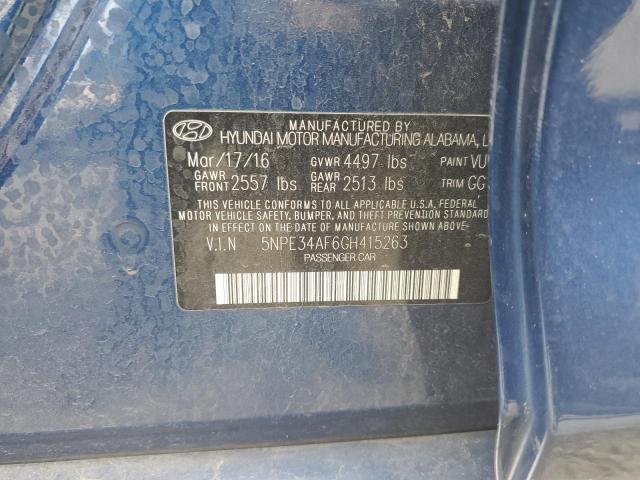 MANUFACTURED BY
HYUNDAI MOTOR MANUFACTURING ALABAMA, L
Mar/17/16 GVWR 4497 lbs PAINT VU
GAWR FRONT 2557 lbs GAWR REAR 2513 lbs TRIM GG
THIS VEHICLE CONFORMS TO ALL APPLICABLE U.S.A. FEDERAL
MOTOR VEHICLE SAFETY, BUMPER, AND THEFT PREVENTION STANDARDS
IN EFFECT ON THE DATE OF MANUFACTURE SHOWN ABOVE.
V.I.N 5NPE34AF6GH415263
PASSENGER CAR